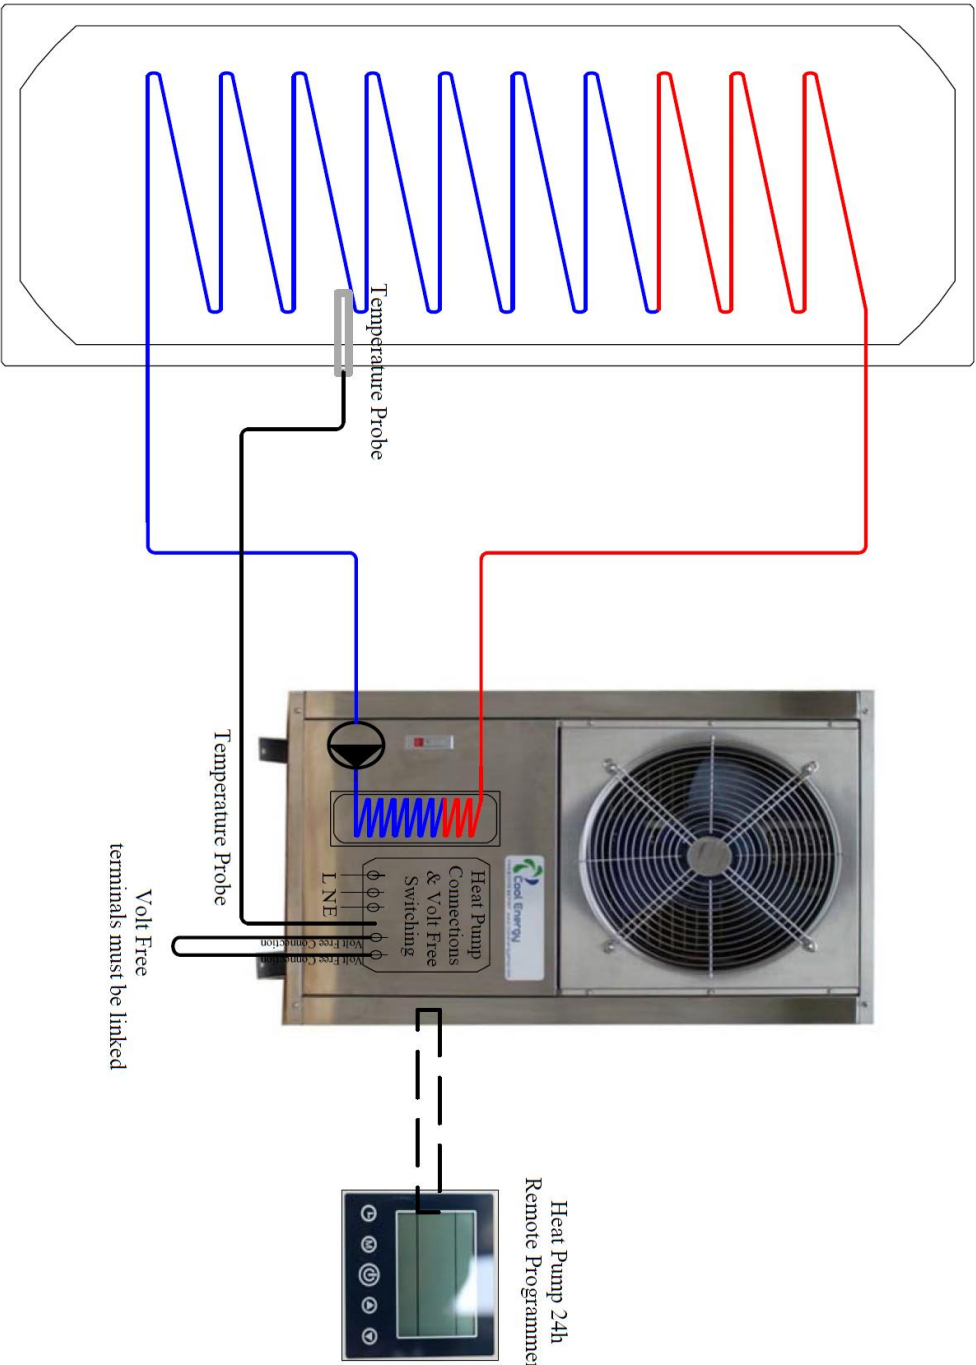 Temperature Probe
Temperature Probe
Heat Pump
Connections
& Volt Free
Switching
L NE
Volt Free Connection
Volt Free Connection
Cool Energy
Volt Free
terminals must be linked
Heat Pump 24h
Remote Programmer
M